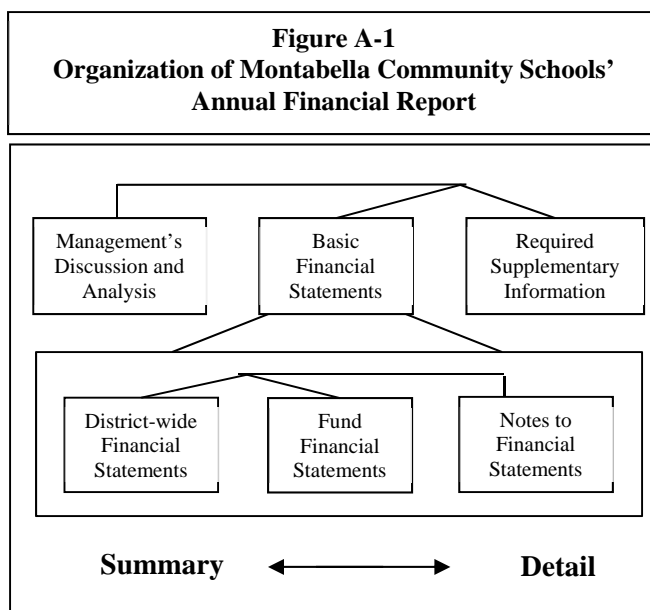 Figure A-1
Organization of Montabella Community Schools’
Annual Financial Report
Management’s
Discussion and
Analysis
Basic
Financial
Statements
Required
Supplementary
Information
District-wide
Financial
Statements
Fund
Financial
Statements
Notes to
Financial
Statements
Summary
Detail